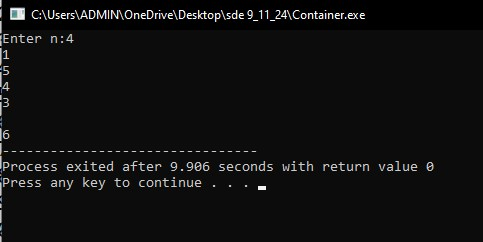 C:\Users\ADMIN\OneDrive\Desktop\sde 9_11_24\Container.exe
Enter n:4
1
5
4
3
6
--------------------------------
Process exited after 9.906 seconds with return value 0
Press any key to continue . . .